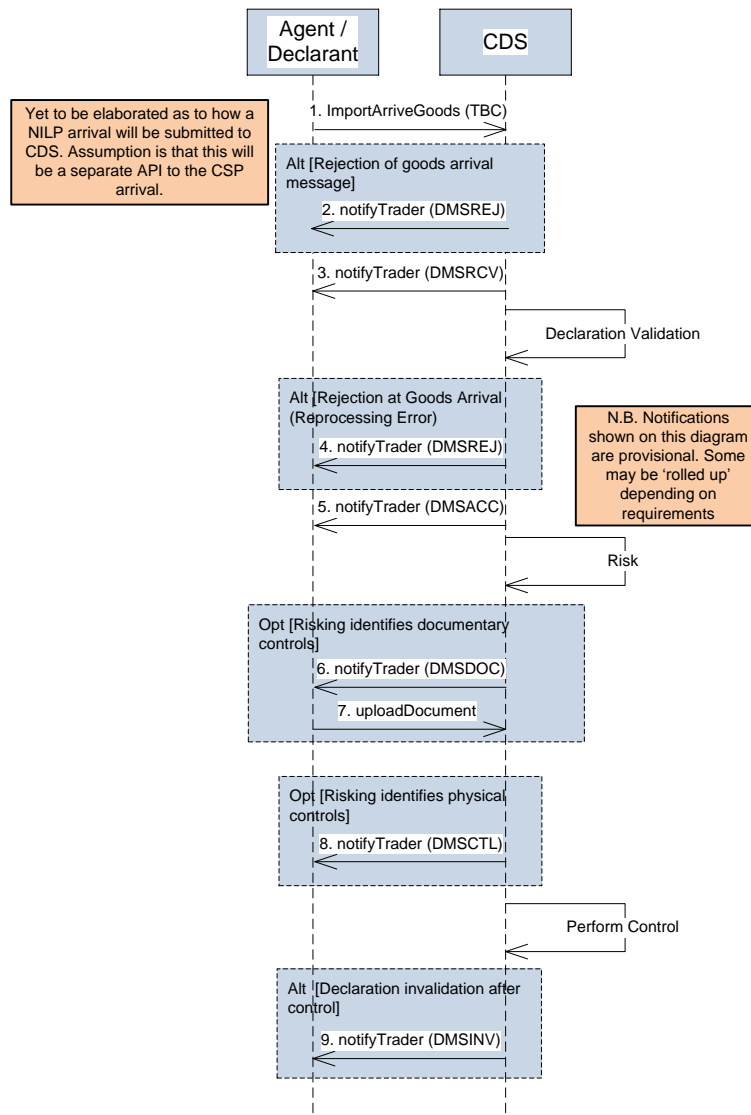 Agent /
Declarant
CDS
Yet to be elaborated as to how a
NILP arrival will be submitted to
CDS. Assumption is that this will
be a separate API to the CSP
arrival.
1. ImportArriveGoods (TBC)
Alt [Rejection of goods arrival
message]
2. notifyTrader (DMSREJ)
3. notifyTrader (DMSRCV)
Declaration Validation
Alt [Rejection at Goods Arrival
(Reprocessing Error)
4. notifyTrader (DMSREJ)
N.B. Notifications
shown on this diagram
are provisional. Some
may be ‘rolled up’
depending on
requirements
5. notifyTrader (DMSACC)
Risk
Opt [Risking identifies documentary
controls]
6. notifyTrader (DMSDOC)
7. uploadDocument
Opt [Risking identifies physical
controls]
8. notifyTrader (DMSCTL)
Perform Control
Alt [Declaration invalidation after
control]
9. notifyTrader (DMSINV)